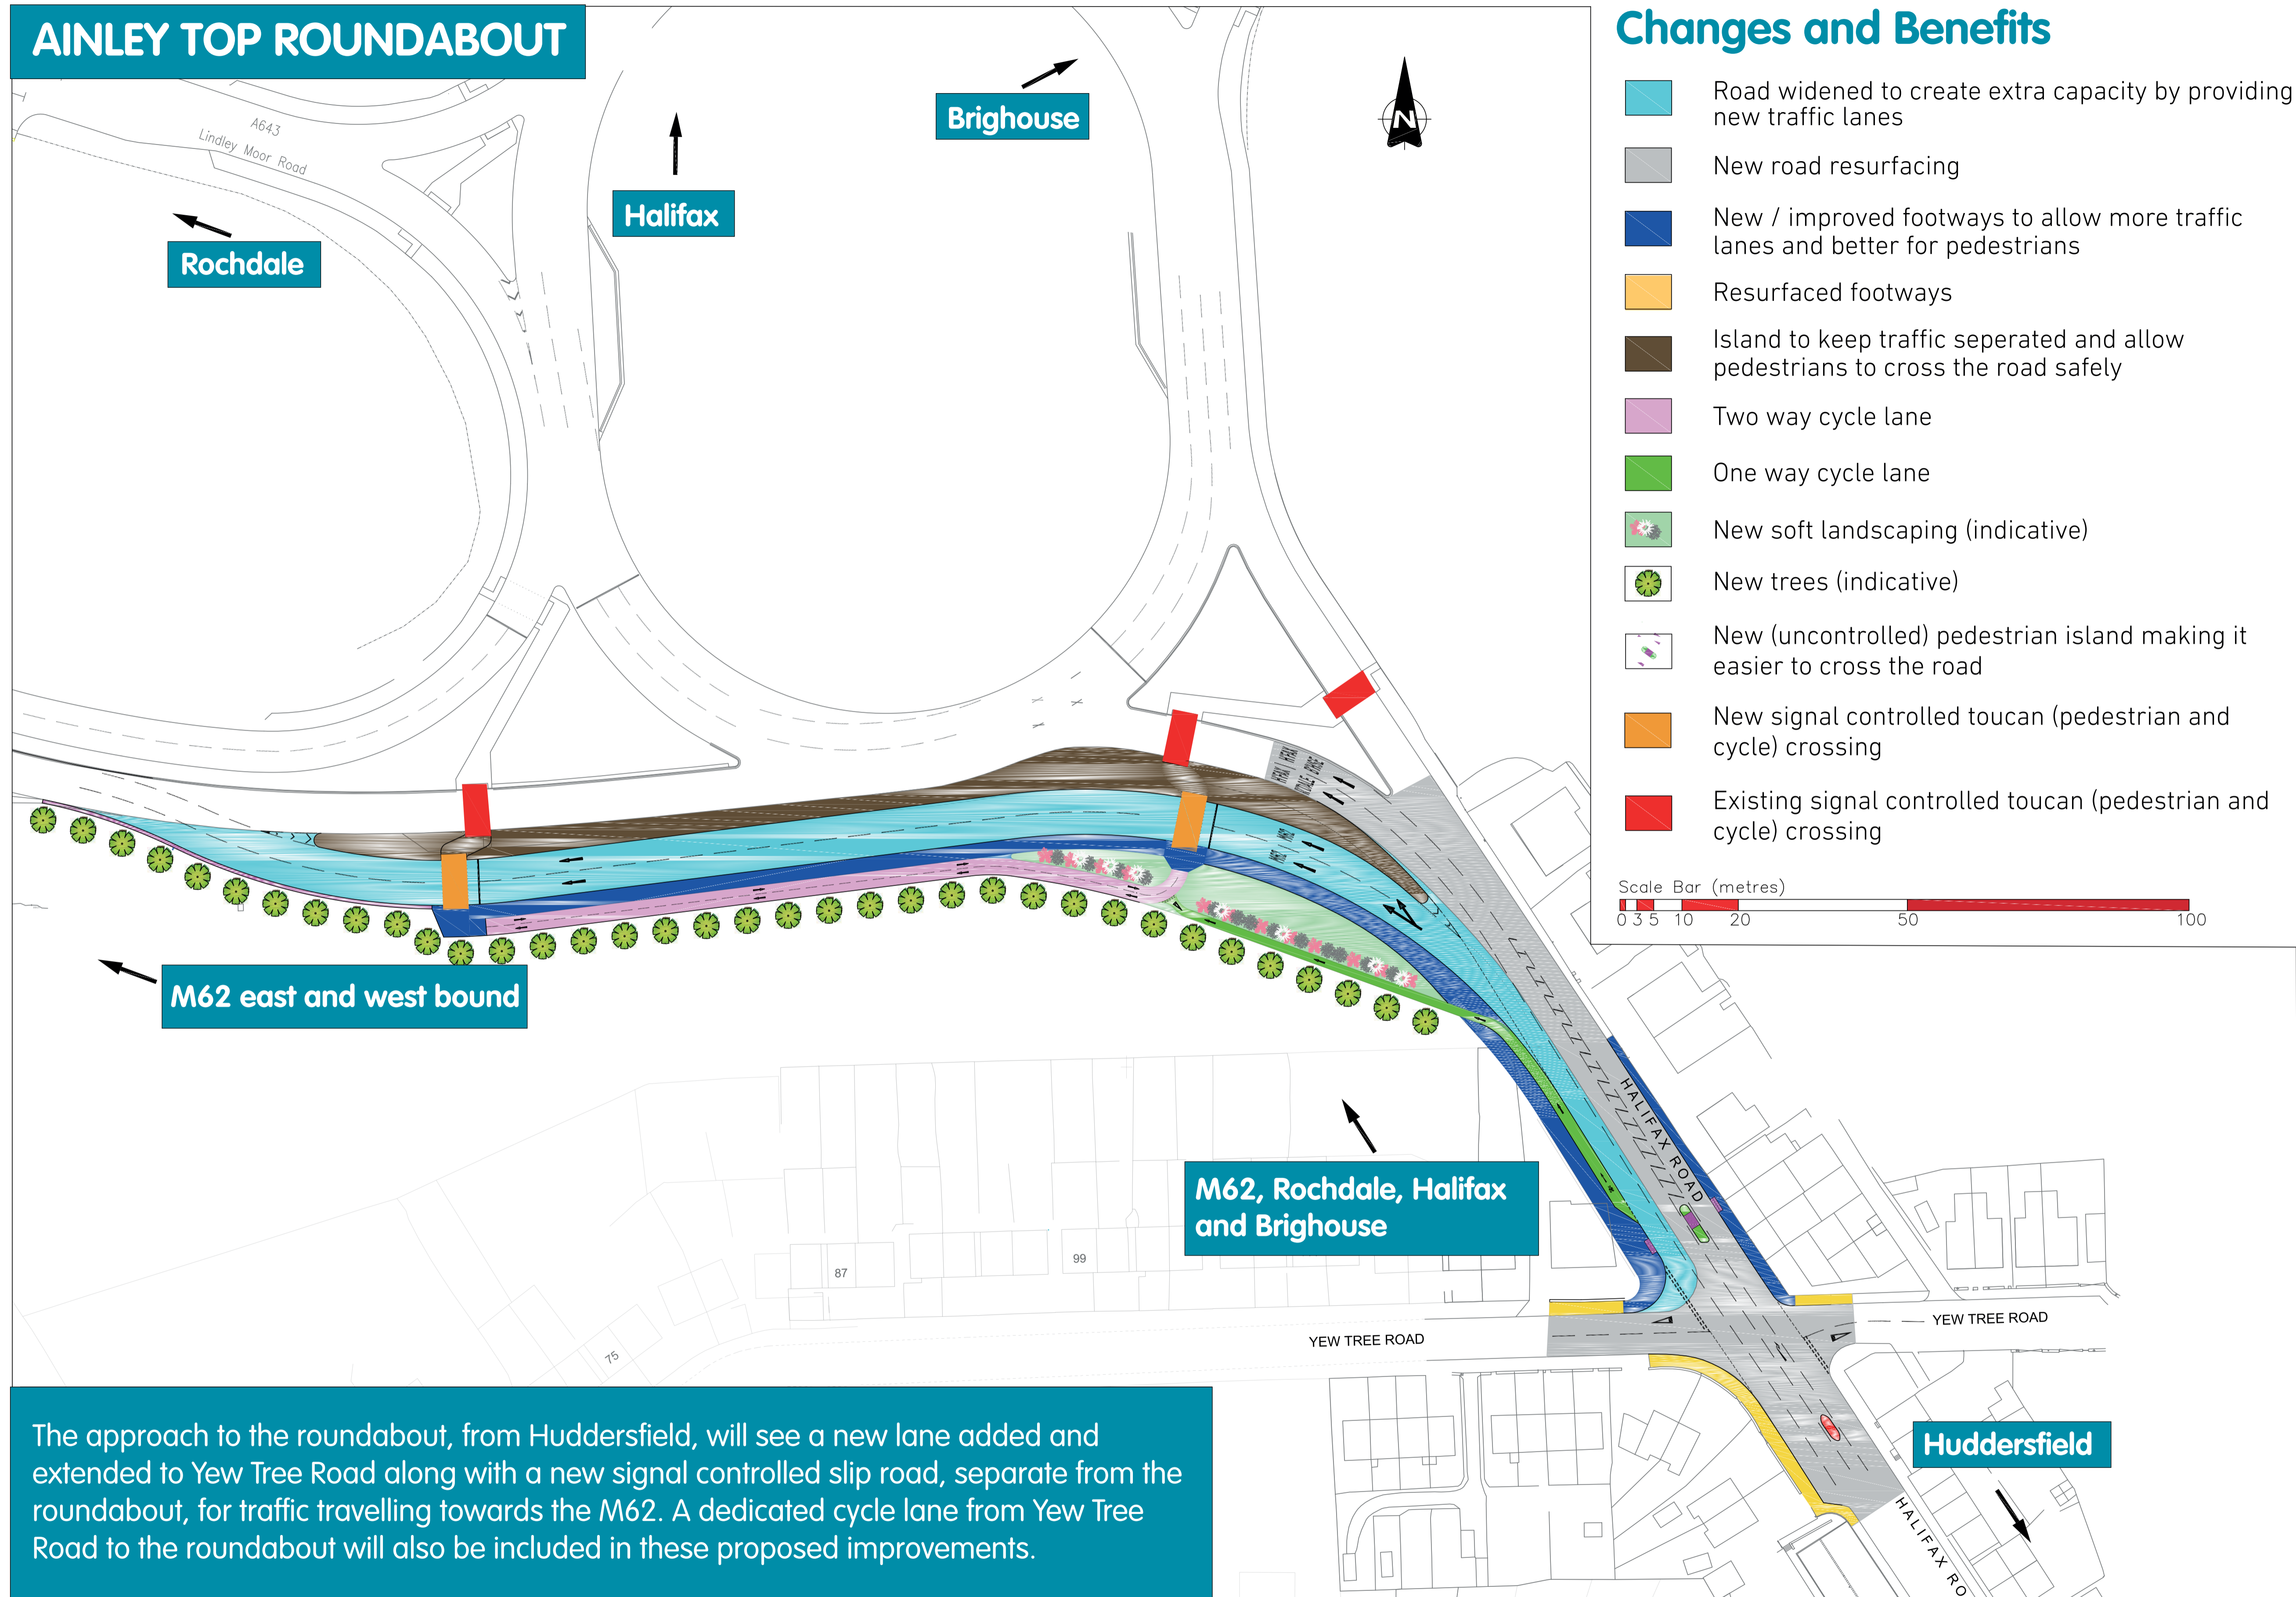 AINLEY TOP ROUNDABOUT
A643
Lindley Moor Road
Rochdale
Halifax
Brighouse
N
Changes and Benefits
Road widened to create extra capacity by providing
new traffic lanes
New road resurfacing
New / improved footways to allow more traffic
lanes and better for pedestrians
Resurfaced footways
Island to keep traffic seperated and allow
pedestrians to cross the road safely
Two way cycle lane
One way cycle lane
New soft landscaping (indicative)
New trees (indicative)
New (uncontrolled) pedestrian island making it
easier to cross the road
New signal controlled toucan (pedestrian and
cycle) crossing
Existing signal controlled toucan (pedestrian and
cycle) crossing
Scale Bar (metres)
0 3 5 10 20 50 100
M62 M62
M62 east and west bound
HALIFAX ROAD
M62, Rochdale, Halifax
and Brighouse
87
99
75
YEW TREE ROAD
YEW TREE ROAD
Huddersfield
HALIFAX RO
The approach to the roundabout, from Huddersfield, will see a new lane added and
extended to Yew Tree Road along with a new signal controlled slip road, separate from the
roundabout, for traffic travelling towards the M62. A dedicated cycle lane from Yew Tree
Road to the roundabout will also be included in these proposed improvements.